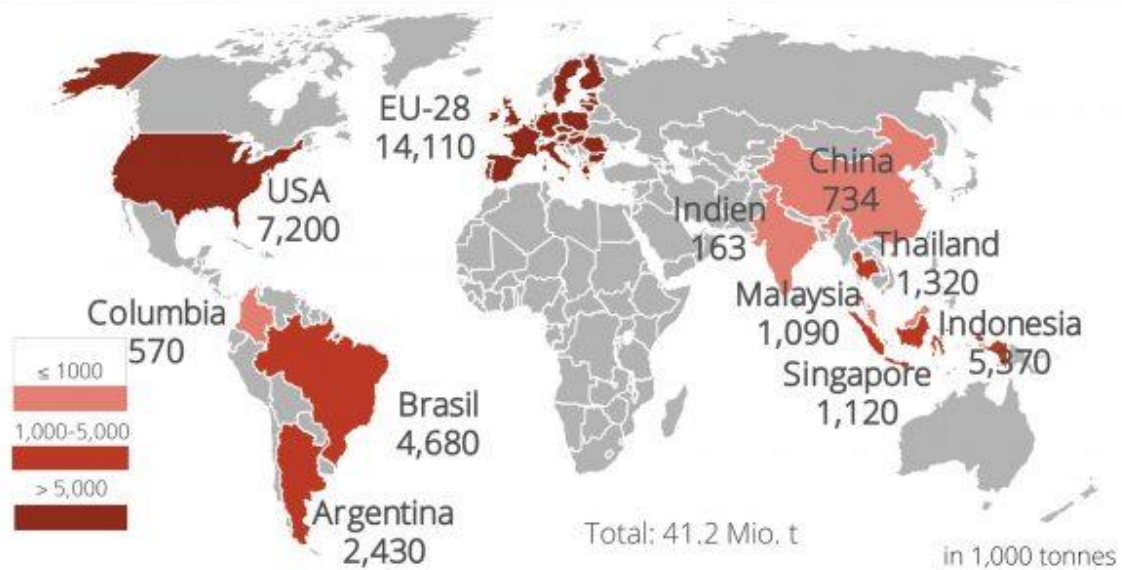 EU-28
14,110
USA
7,200
China
734
Indien
163
Thailand
1,320
Malaysia
1,090
Indonesia
5,370
Singapore
1,120
Columbia
570
Brasil
4,680
Argentina
2,430
≤ 1000
1,000-5,000
> 5,000
Total: 41.2 Mio. t
in 1,000 tonnes